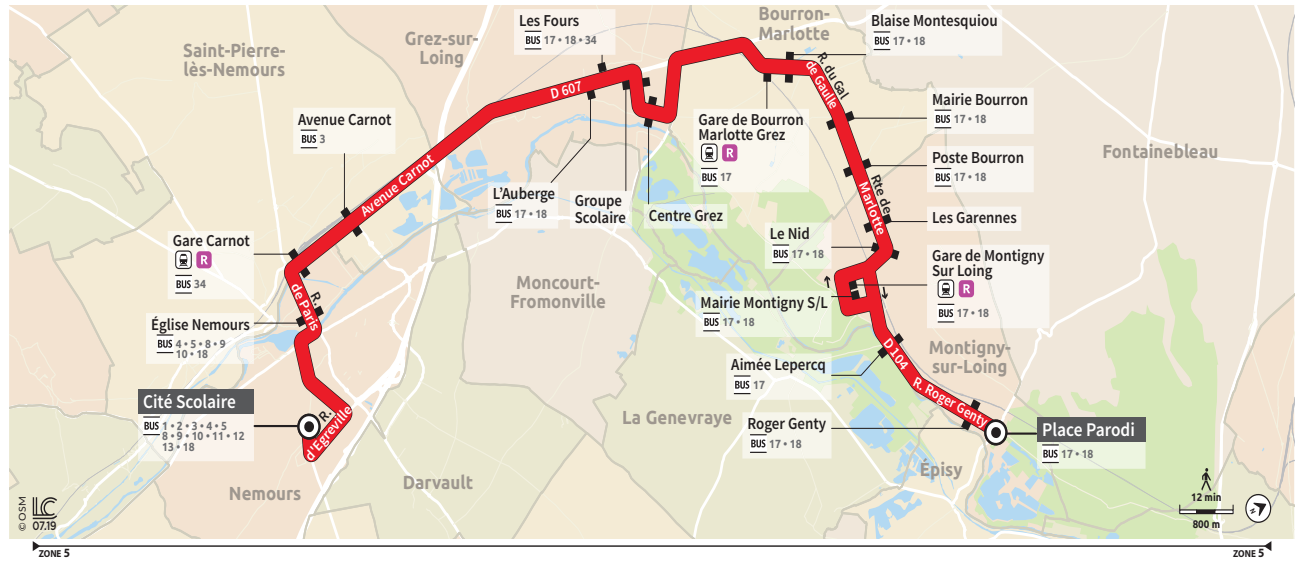 Les Fours
BUS 17 • 18 • 34
Bourron-
Marlotte
Blaise Montesquiou
BUS 17 • 18
Saint-Pierre-
lès-Nemours
Grez-sur-
Loing
D 607
R. du Gal
de Gaulle
Avenue Carnot
BUS 3
Mairie Bourron
BUS 17 • 18
Gare de Bourron
Marlotte Grez
R
BUS 17
Poste Bourron
BUS 17 • 18
Fontainebleau
Avenue Carnot
L'Auberge
BUS 17 • 18
Groupe
Scolaire
Centre Grez
Rte de
Marlotte
Les Garennes
Gare Carnot
R
BUS 34
Le Nid
BUS 17 • 18
Gare de Montigny
Sur Loing
R
BUS 17 • 18
Moncourt-
Fromonville
Mairie Montigny S/L
BUS 17 • 18
R.
de Paris
Église Nemours
BUS 4 • 5 • 8 • 9
10 • 18
D 104
Montigny-
sur-Loing
Aimée Lepercq
BUS 17
R. Roger Genty
Cité Scolaire
BUS 1 • 2 • 3 • 4 • 5
8 • 9 • 10 • 11 • 12
13 • 18
R.
d'Egreville
La Genevraye
Roger Genty
BUS 17 • 18
Place Parodi
BUS 17 • 18
Épisy
Darvault
Nemours
© OSM
LC
07.19
12 min
800 m
ZONE 5
ZONE 5